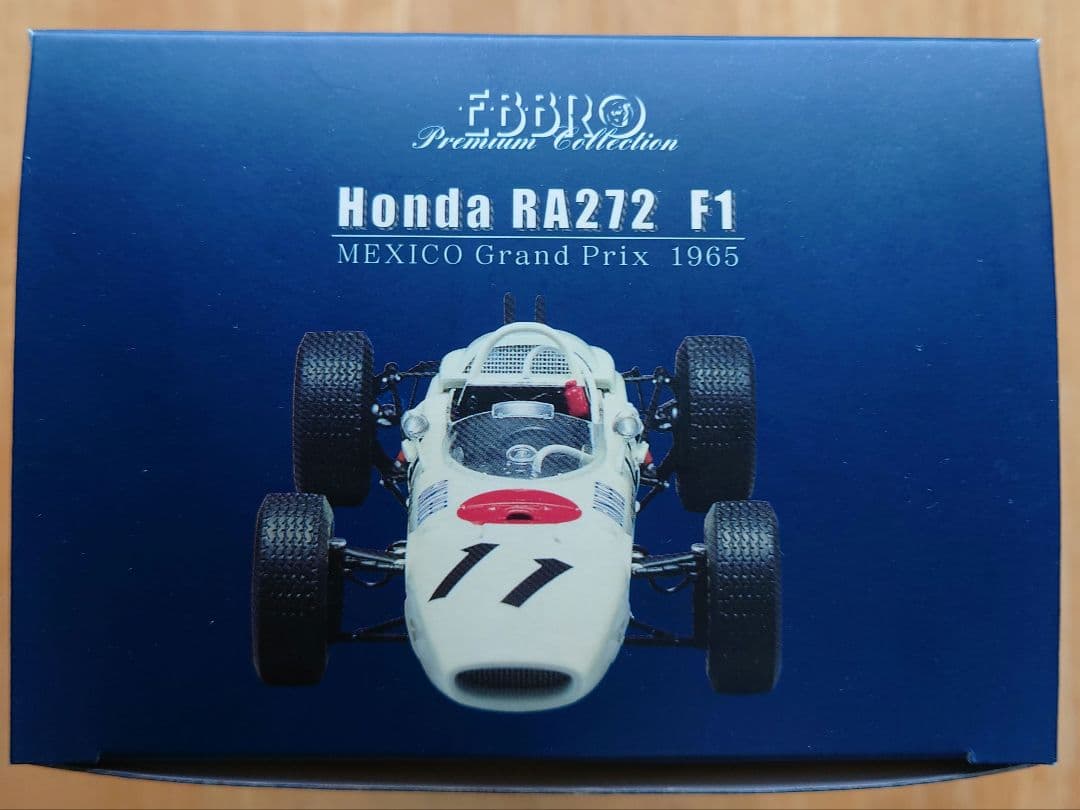 EBBRO
Premium Collection
Honda RA272 F1
MEXICO Grand Prix 1965
11